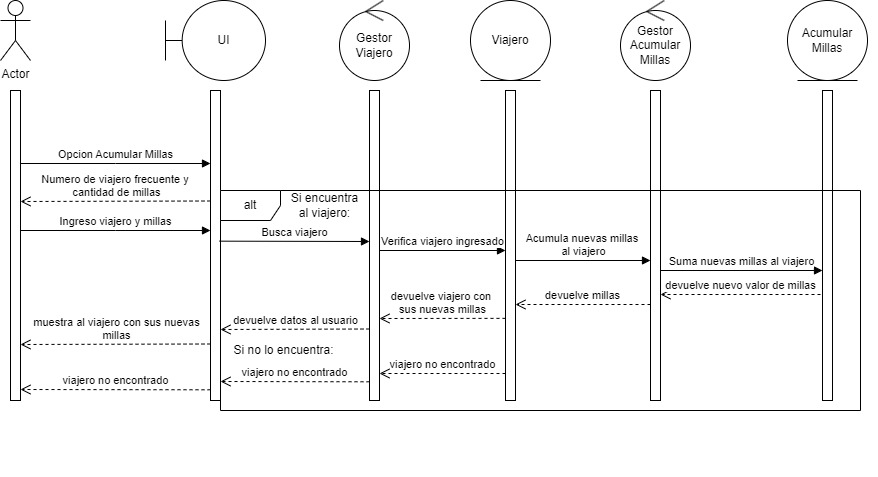 Actor
UI
Gestor
Viajero
Viajero
Gestor
Acumular
Millas
Acumular
Millas
Opcion Acumular Millas
Numero de viajero frecuente y
cantidad de millas
Ingreso viajero y millas
alt
Si encuentra
al viajero:
Busca viajero
Verifica viajero ingresado
Acumula nuevas millas
al viajero
Suma nuevas millas al viajero
devuelve nuevo valor de millas
devuelve millas
devuelve viajero con
sus nuevas millas
devuelve datos al usuario
muestra al viajero con sus nuevas
millas
Si no lo encuentra:
viajero no encontrado
viajero no encontrado
viajero no encontrado